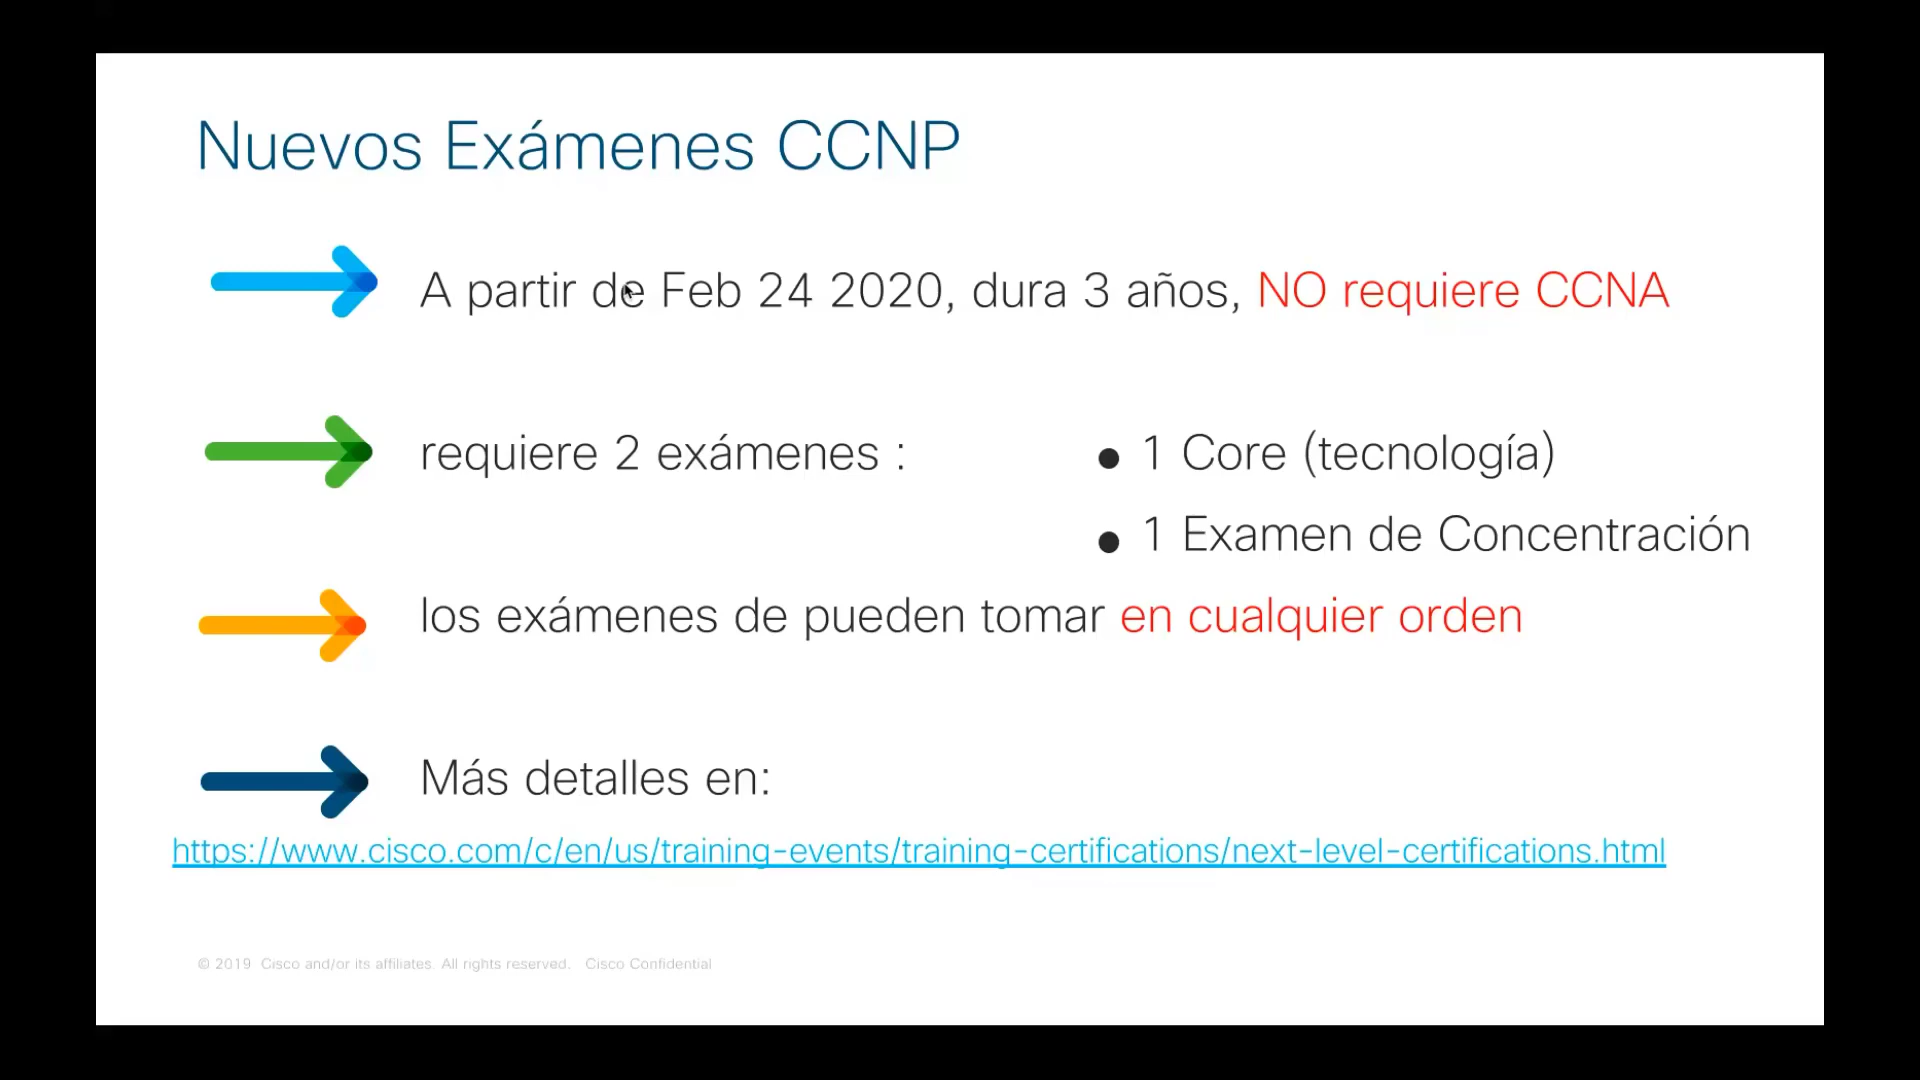 Nuevos Exámenes CCNP
A partir de Feb 24 2020, dura 3 años, NO requiere CCNA
requiere 2 exámenes :
• 1 Core (tecnología)
• 1 Examen de Concentración
los exámenes de pueden tomar en cualquier orden
Más detalles en:
https://www.cisco.com/c/en/us/training-events/training-certifications/next-level-certifications.html
© 2019 Cisco and/or its affiliates. All rights reserved. Cisco Confidential